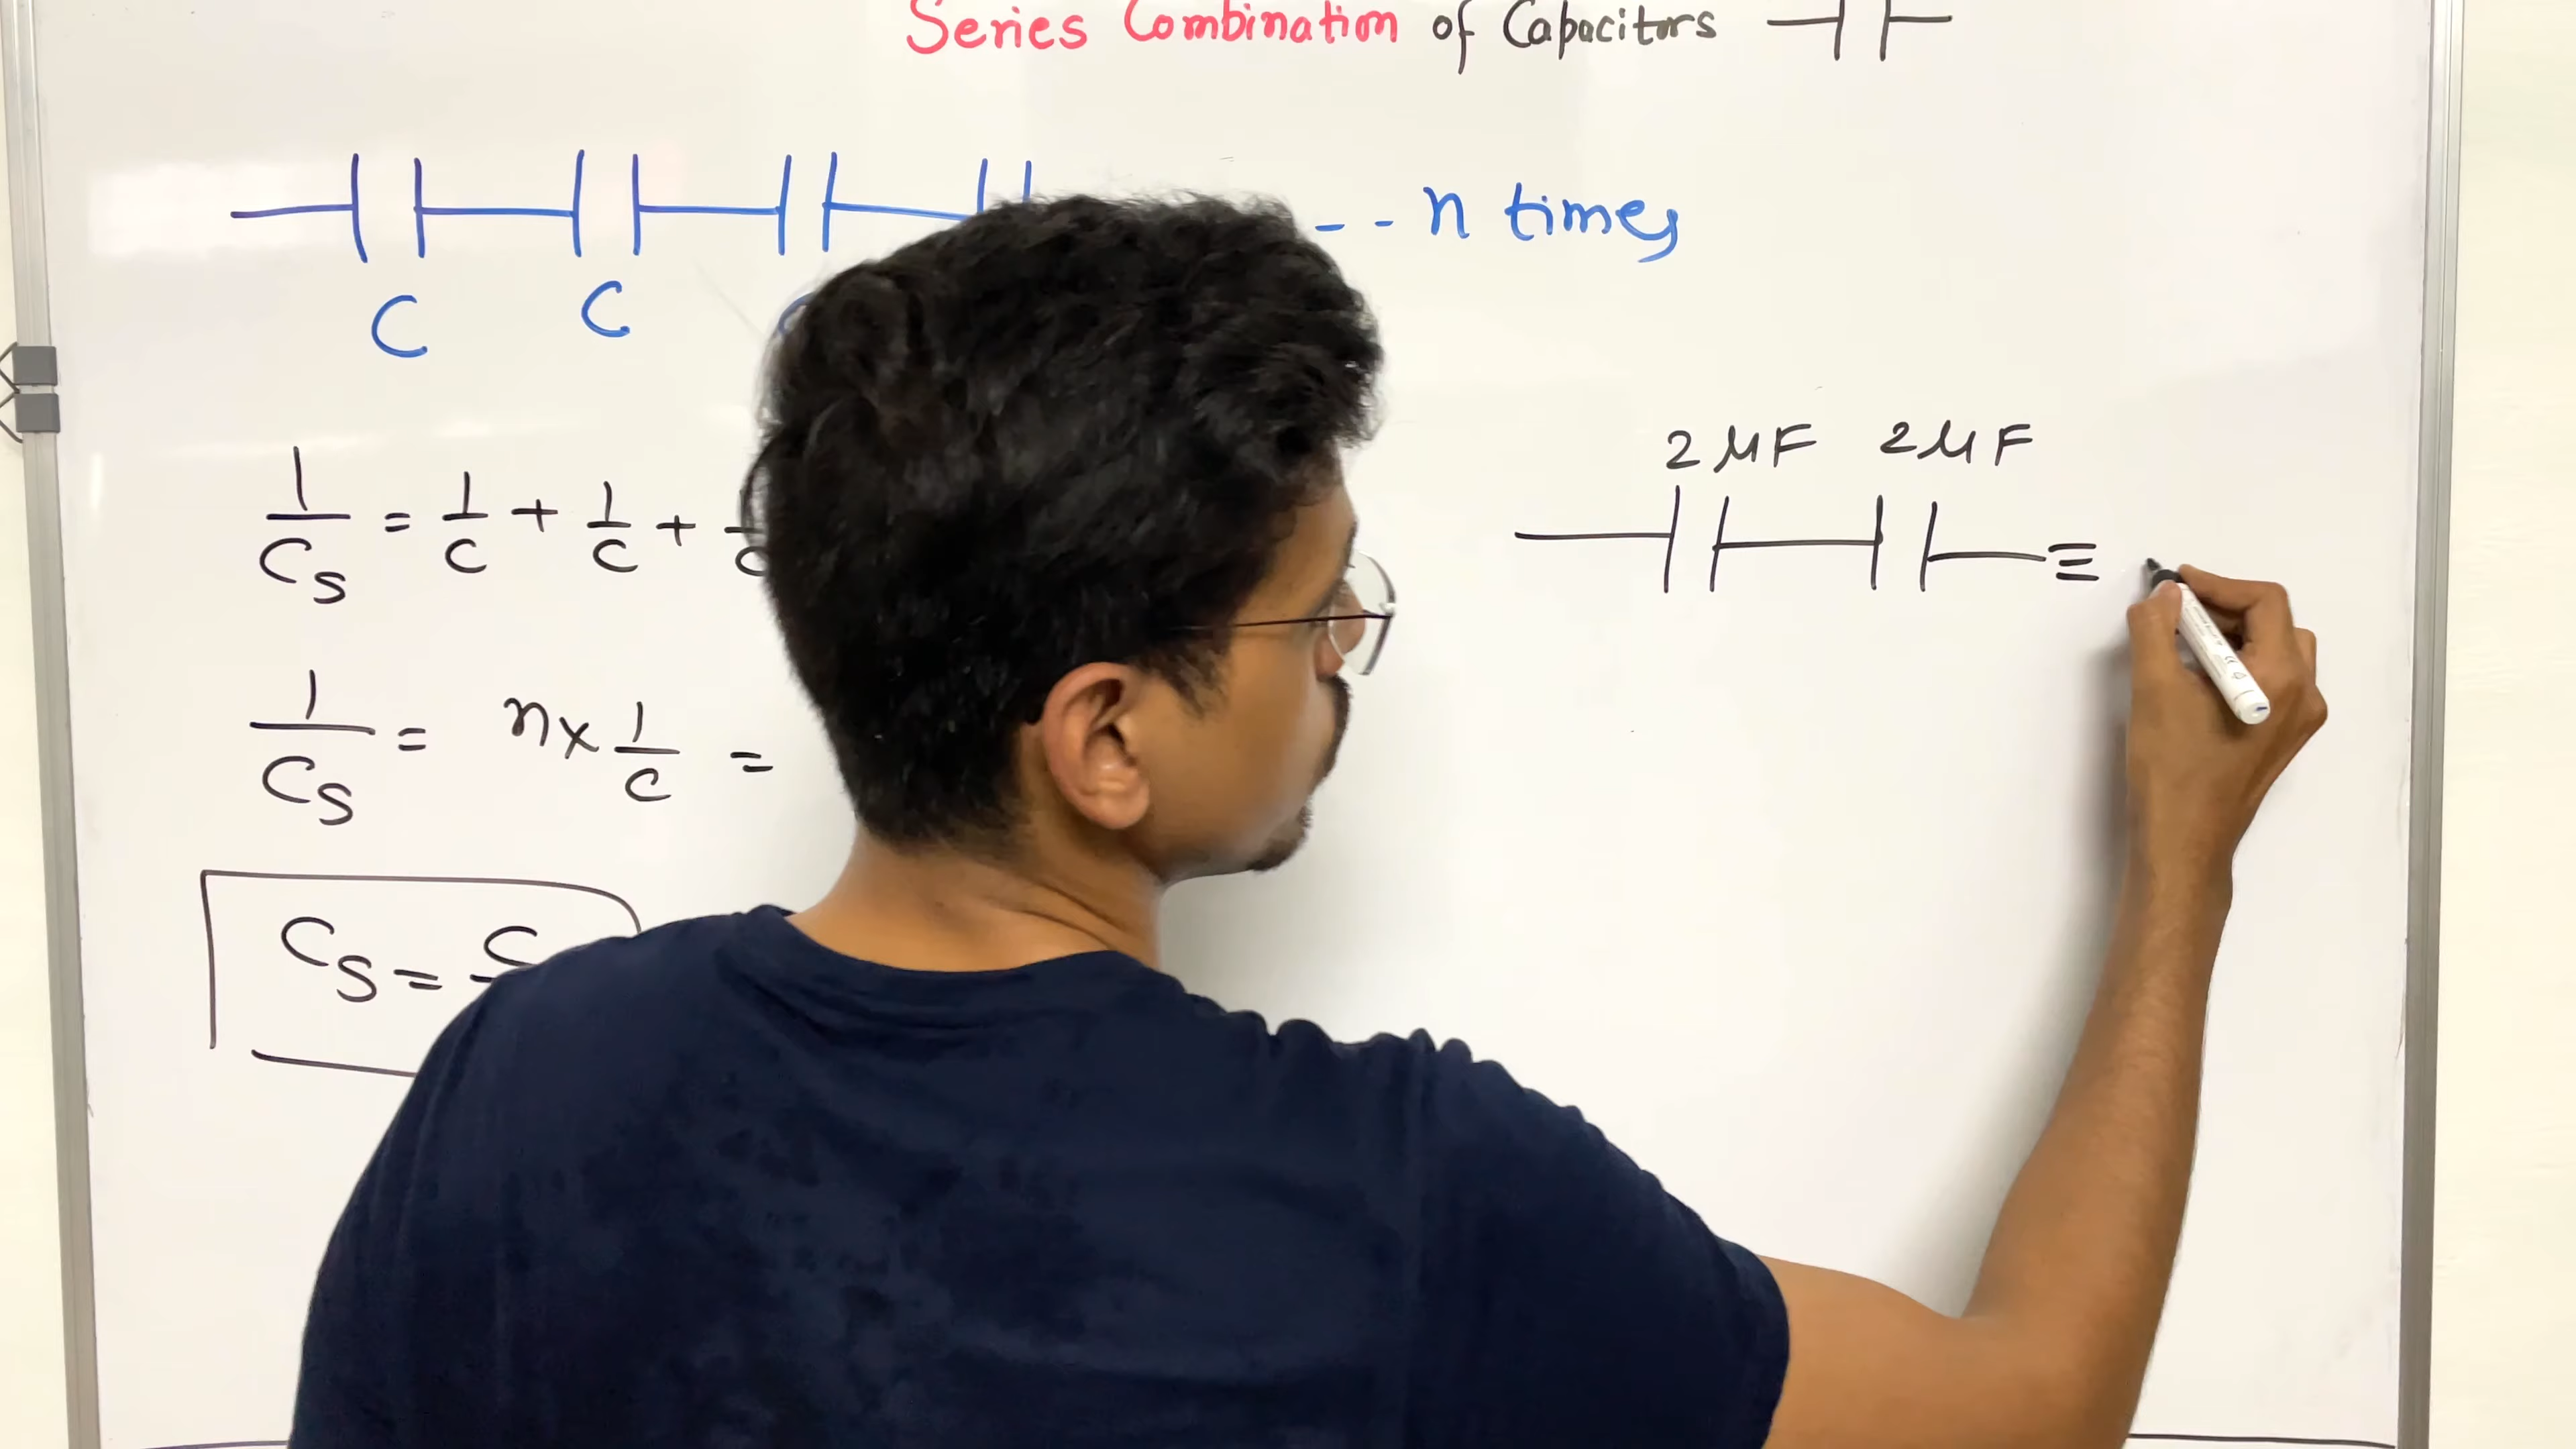 Series Combination of Capacitors
- - n times
C C
2 μF 2 μF
1/Cs = 1/C + 1/C +
≡
1/Cs = n × 1/C =
Cs = C